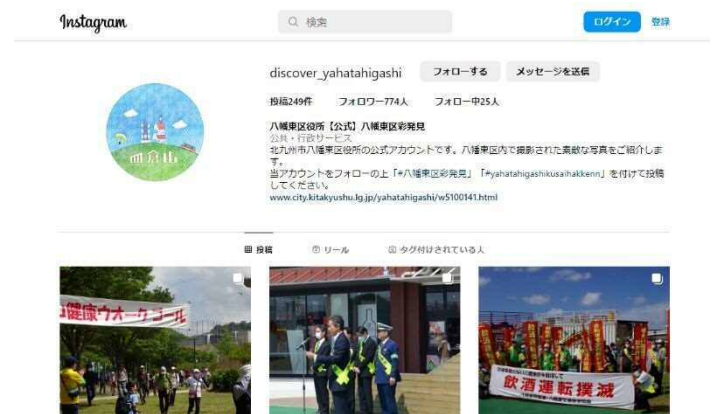 Instagram
検索
ログイン
登録
discover_yahatahigashi
フォローする
メッセージを送信
投稿249件
フォロワー774人
フォロー中25人
八幡東区役所【公式】八幡東区彩発見
公共・行政サービス
北九州市八幡東区役所の公式アカウントです。八幡東区内で撮影された素敵な写真をご紹介しま
す。
当アカウントをフォローの上「#八幡東区彩発見」「#yahatahigashikusaihakkenn」を付けて投稿
してください。
www.city.kitakyushu.lg.jp/yahatahigashi/w5100141.html
皿倉山
投稿
リール
タグ付けされている人
健康ウオーク ゴール
飲酒運転撲滅